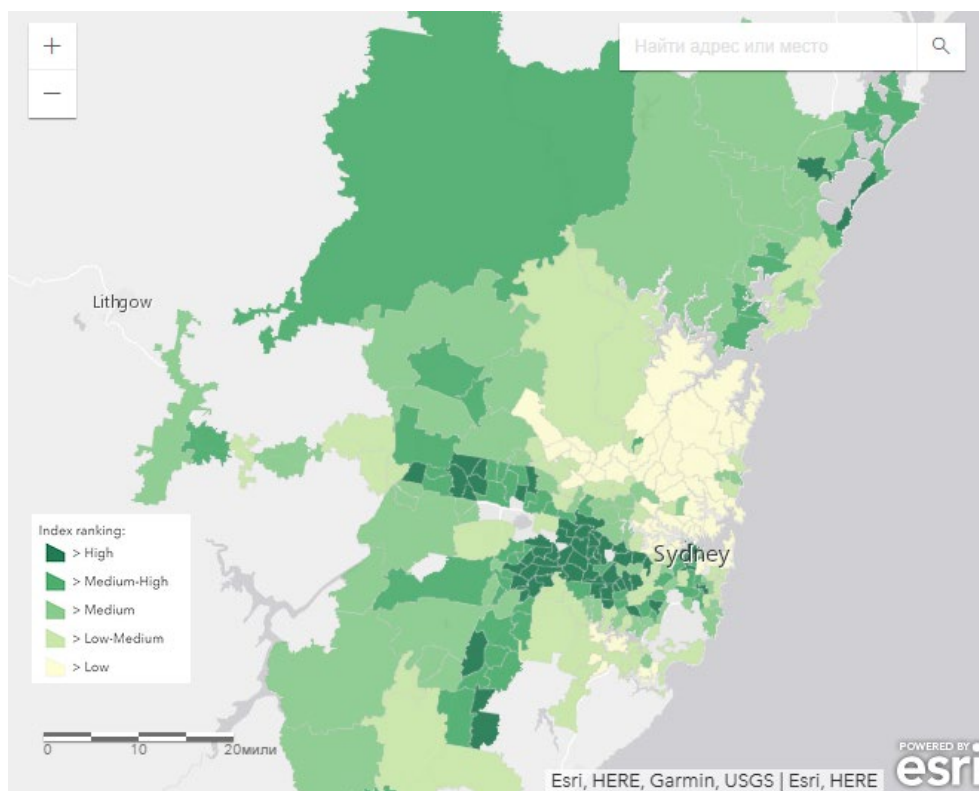 +
Найти адрес или место
−
Lithgow
Index ranking:
> High
> Medium-High
> Medium
> Low-Medium
> Low
Sydney
0 10 20мили
POWERED BY
esri
Esri, HERE, Garmin, USGS | Esri, HERE